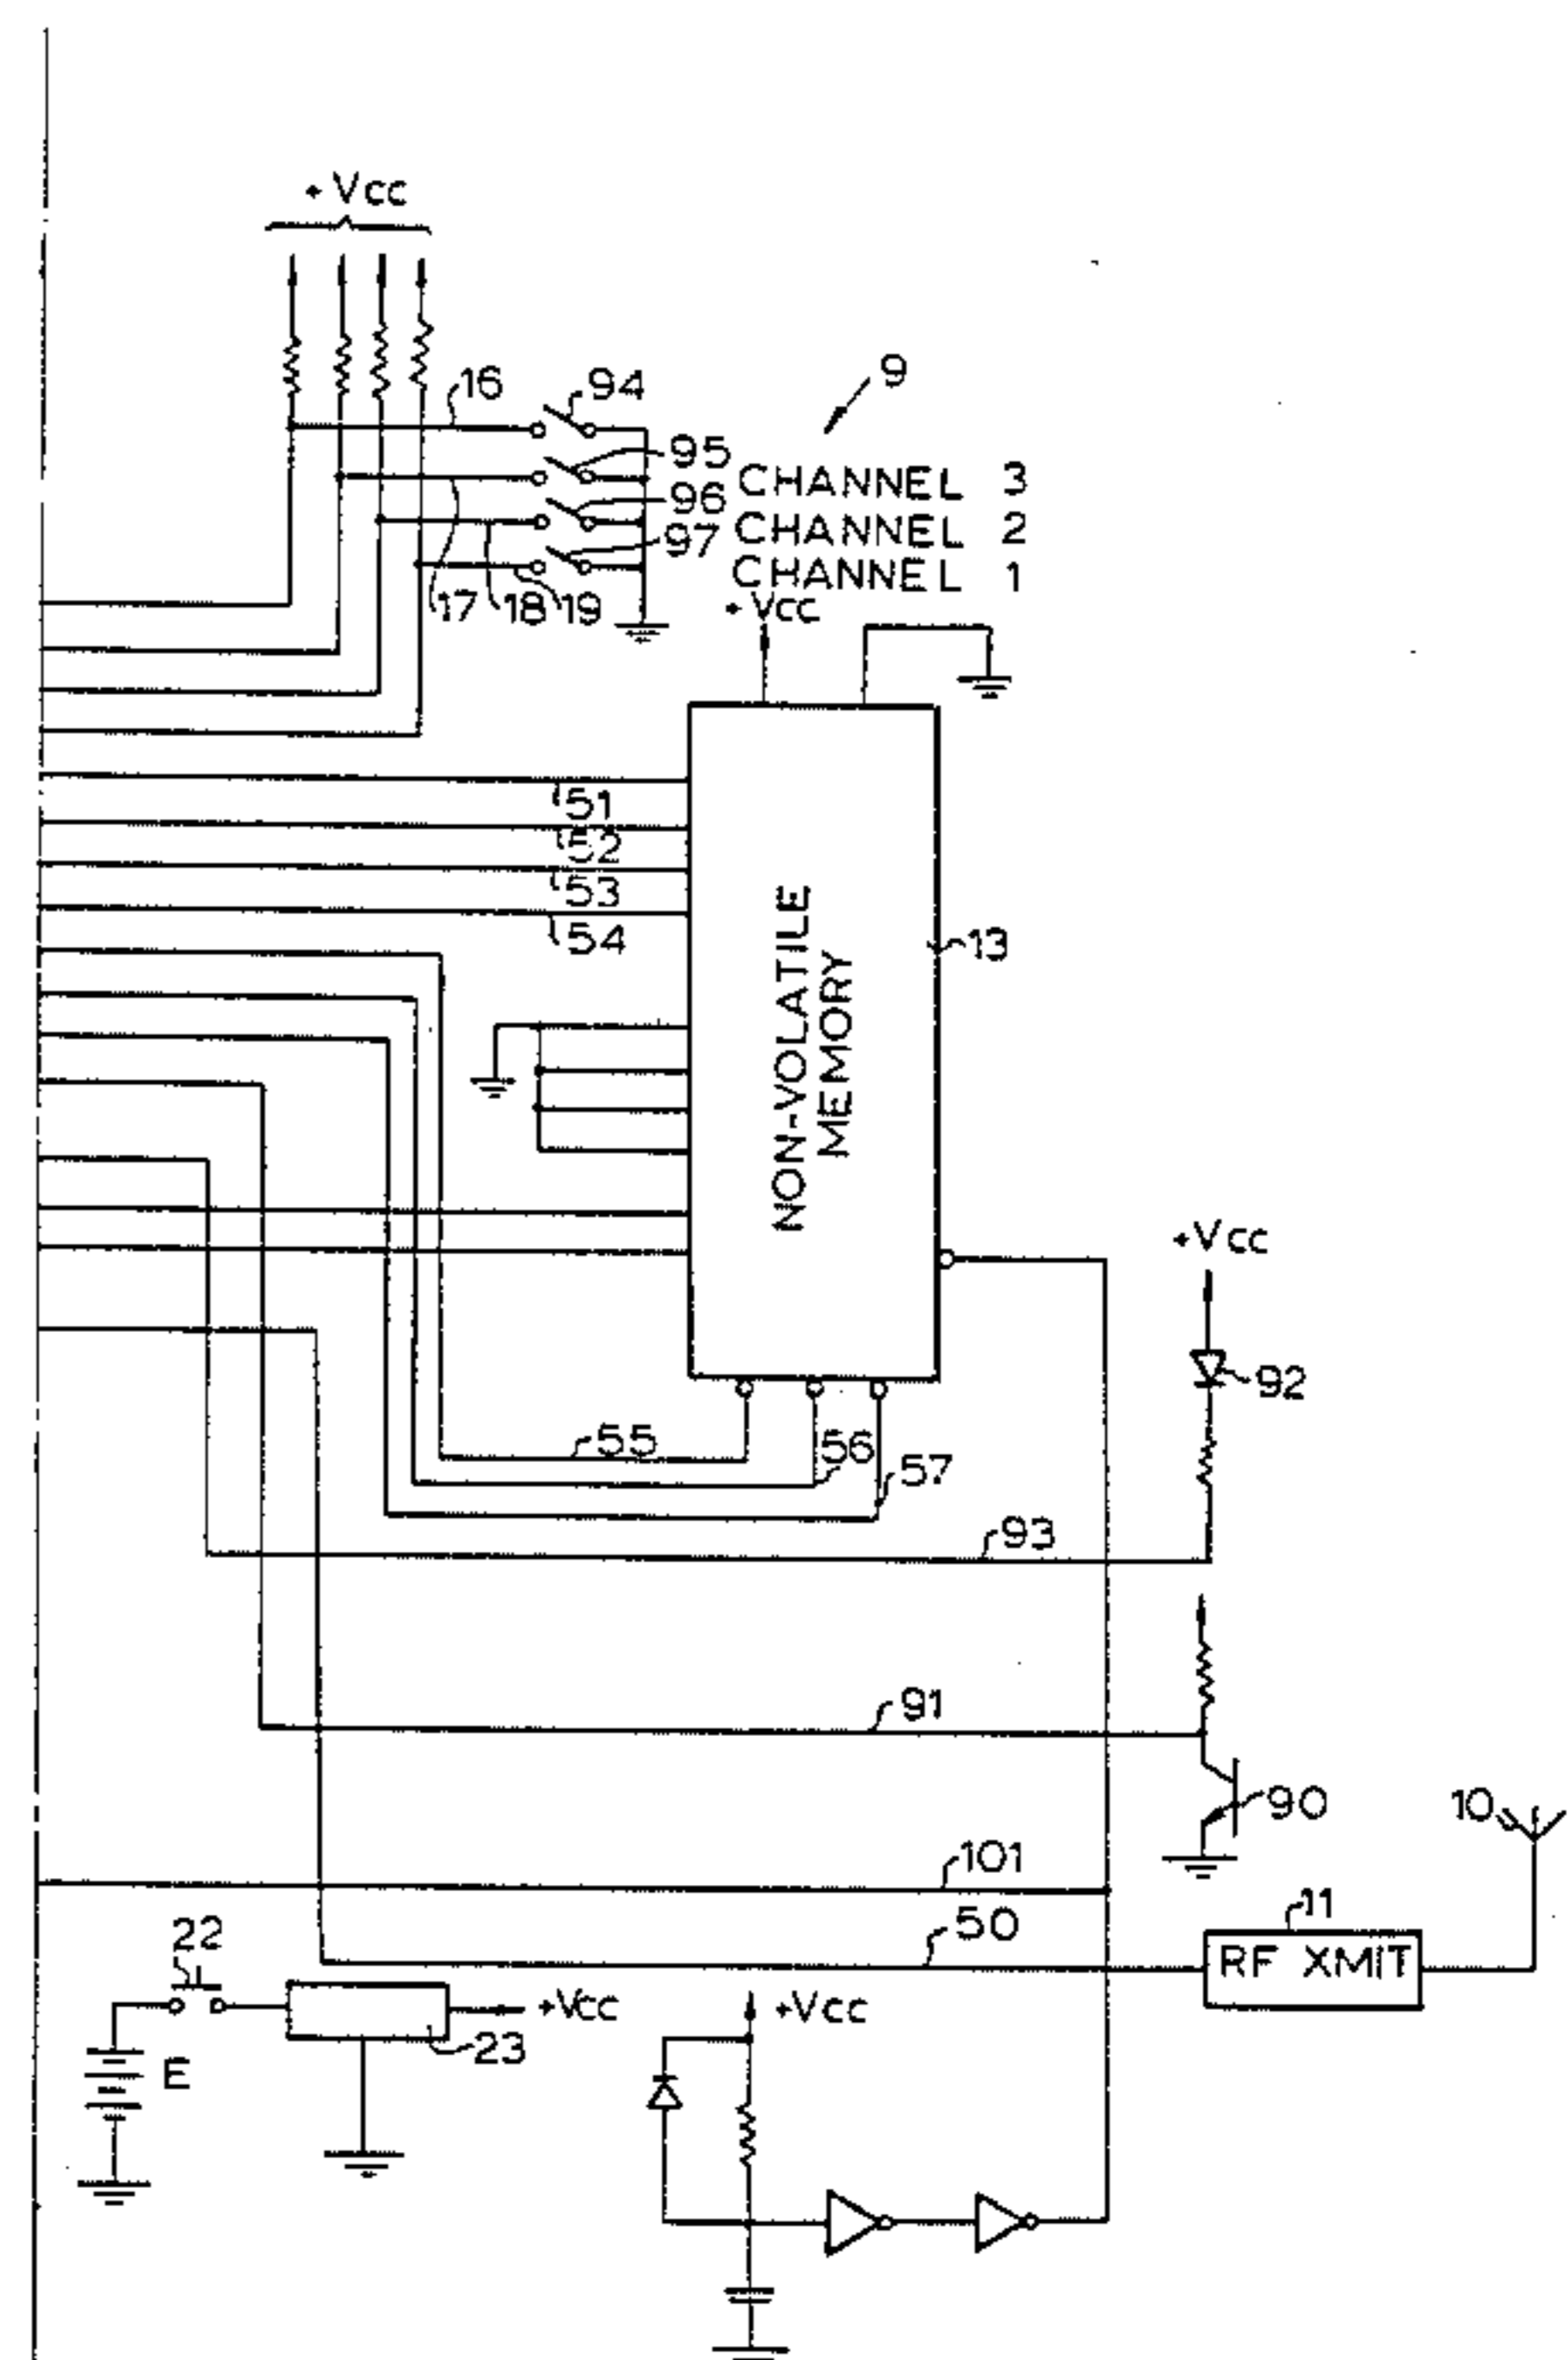 +Vcc
16
94
9
95
CHANNEL 3
96
CHANNEL 2
97
CHANNEL 1
17
18
19
+Vcc
51
52
53
54
NON-VOLATILE
MEMORY
13
+Vcc
92
55
56
57
93
91
90
10
101
11
50
RF XMIT
22
+Vcc
+Vcc
23
E